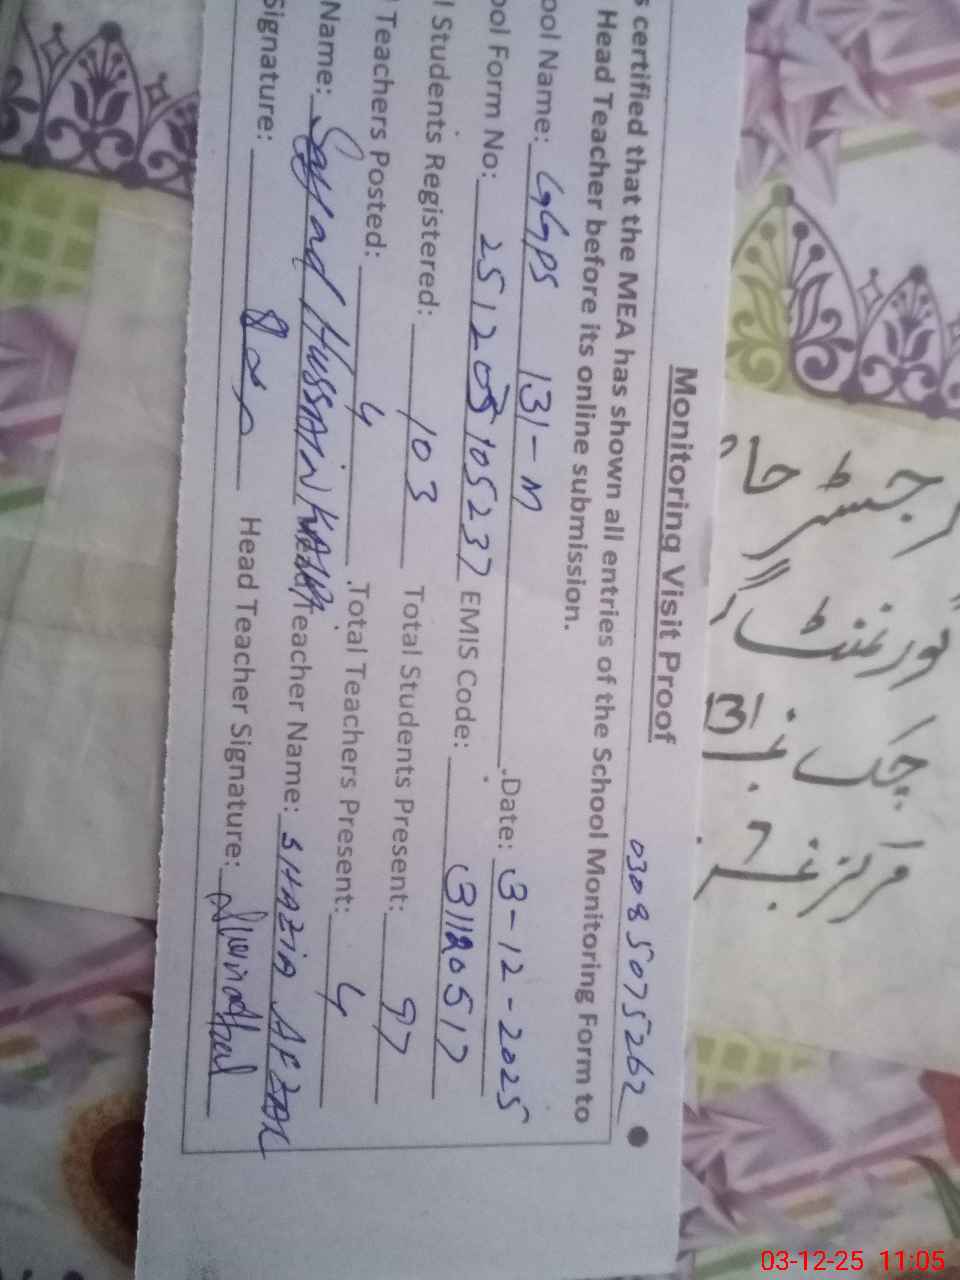 Monitoring Visit Proof
03085075262
s certified that the MEA has shown all entries of the School Monitoring Form to
Head Teacher before its online submission.
ool Name: GGPS 131-M .Date: 3-12-2025
ool Form No: EMIS Code: 31120517
l Students Registered: 103 Total Students Present: 97
l Teachers Posted: 4 .Total Teachers Present: 4
Name: Sajjad Hussain Head Teacher Name: SHAZIA AFZAL
Signature: Head Teacher Signature:
رجسٹر
گورنمنٹ
چک نمبر 131
مرکز نمبر
03-12-25 11:05